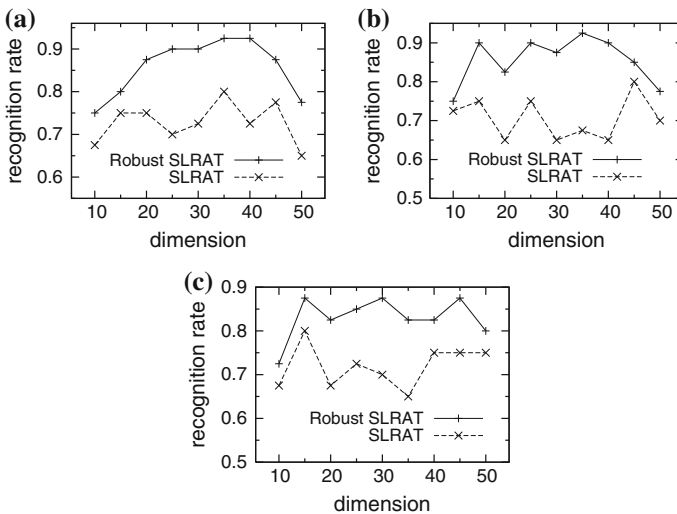 (a)
recognition rate
0.9
0.8
0.7
0.6
Robust SLRAT
SLRAT
10 20 30 40 50
dimension
(b)
recognition rate
0.9
0.8
0.7
0.6
0.5
Robust SLRAT
SLRAT
10 20 30 40 50
dimension
(c)
recognition rate
0.9
0.8
0.7
0.6
0.5
Robust SLRAT
SLRAT
10 20 30 40 50
dimension